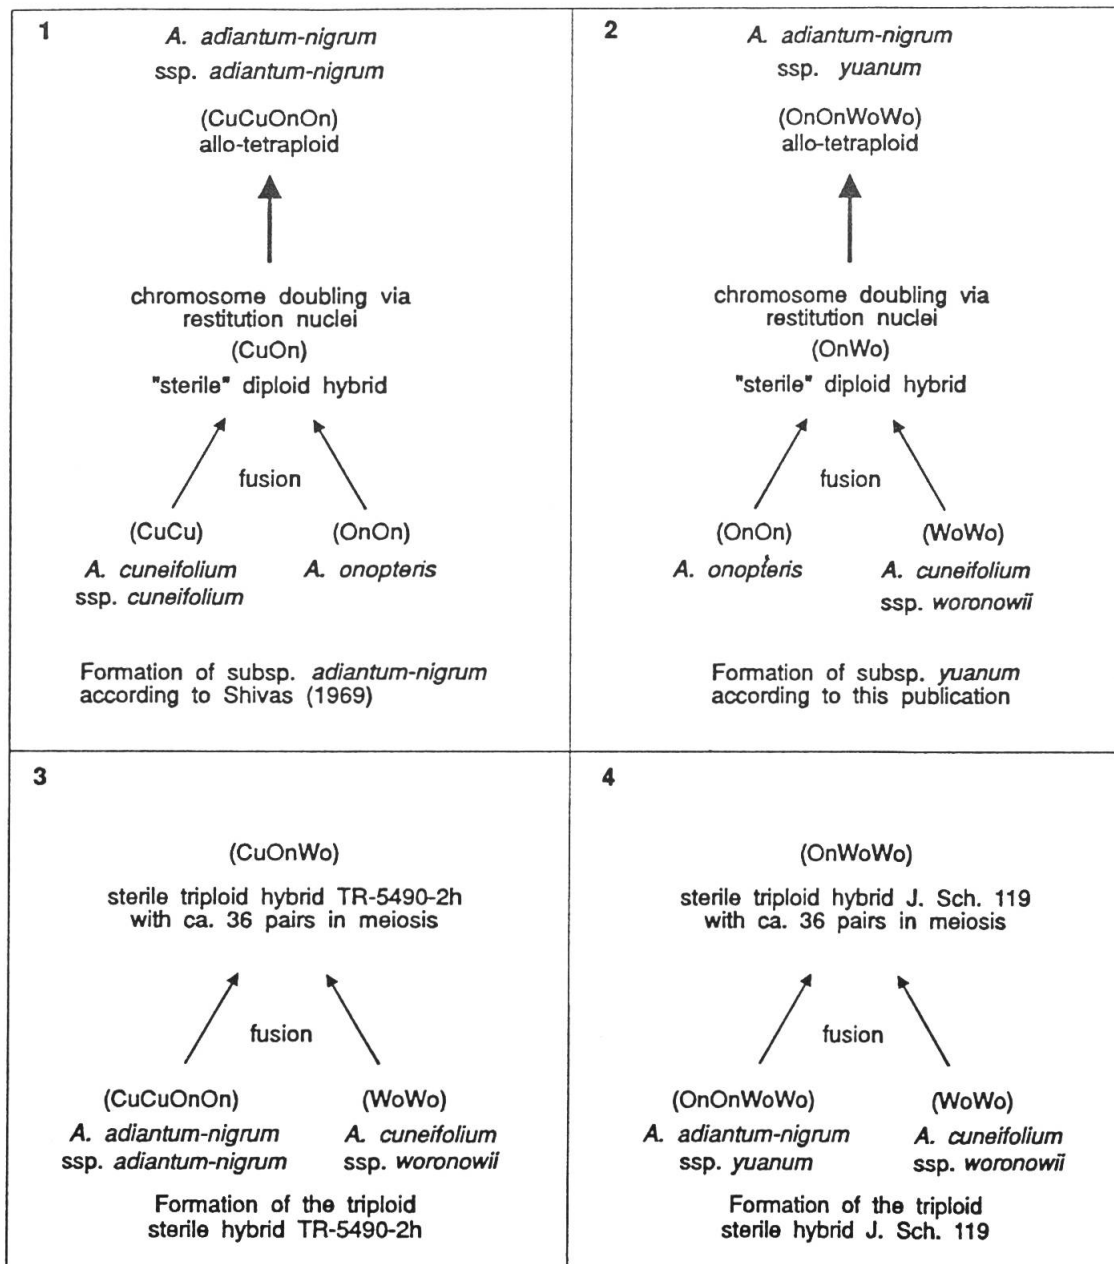 1
A. adiantum-nigrum
ssp. adiantum-nigrum
(CuCuOnOn)
allo-tetraploid
chromosome doubling via
restitution nuclei
(CuOn)
"sterile" diploid hybrid
fusion
(CuCu)
(OnOn)
A. cuneifolium
ssp. cuneifolium
A. onopteris
Formation of subsp. adiantum-nigrum
according to Shivas (1969)
2
A. adiantum-nigrum
ssp. yuanum
(OnOnWoWo)
allo-tetraploid
chromosome doubling via
restitution nuclei
(OnWo)
"sterile" diploid hybrid
fusion
(OnOn)
(WoWo)
A. onopteris
A. cuneifolium
ssp. woronowii
Formation of subsp. yuanum
according to this publication
3
(CuOnWo)
sterile triploid hybrid TR-5490-2h
with ca. 36 pairs in meiosis
fusion
(CuCuOnOn)
(WoWo)
A. adiantum-nigrum
ssp. adiantum-nigrum
A. cuneifolium
ssp. woronowii
Formation of the triploid
sterile hybrid TR-5490-2h
4
(OnWoWo)
sterile triploid hybrid J. Sch. 119
with ca. 36 pairs in meiosis
fusion
(OnOnWoWo)
(WoWo)
A. adiantum-nigrum
ssp. yuanum
A. cuneifolium
ssp. woronowii
Formation of the triploid
sterile hybrid J. Sch. 119